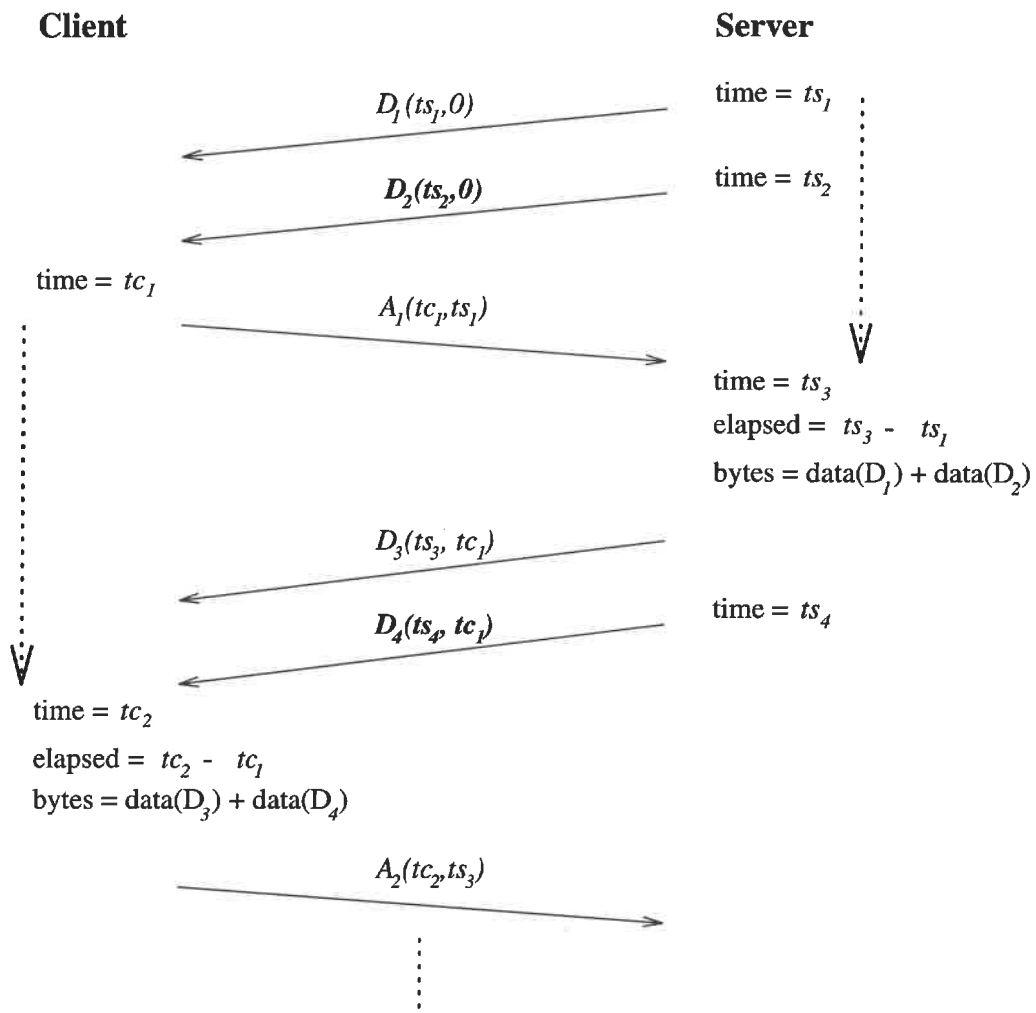 Client Server
time = ts1
D1(ts1,0)
time = ts2
D2(ts2,0)
time = tc1
A1(tc1,ts1)
time = ts3
elapsed = ts3 - ts1
bytes = data(D1) + data(D2)
D3(ts3, tc1)
time = ts4
D4(ts4, tc1)
time = tc2
elapsed = tc2 - tc1
bytes = data(D3) + data(D4)
A2(tc2,ts3)